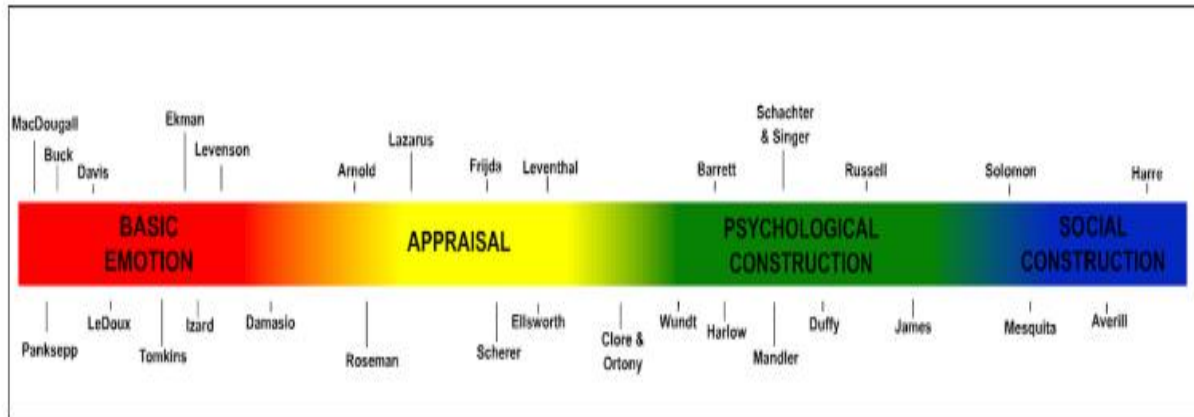 MacDougall
Buck
Davis
Ekman
Levenson
Arnold
Lazarus
Frijda
Leventhal
Barrett
Schachter
& Singer
Russell
Solomon
Harre
BASIC
EMOTION
APPRAISAL
PSYCHOLOGICAL
CONSTRUCTION
SOCIAL
CONSTRUCTION
Panksepp
LeDoux
Tomkins
Izard
Damasio
Roseman
Scherer
Ellsworth
Clore &
Ortony
Wundt
Harlow
Mandler
Duffy
James
Mesquita
Averill